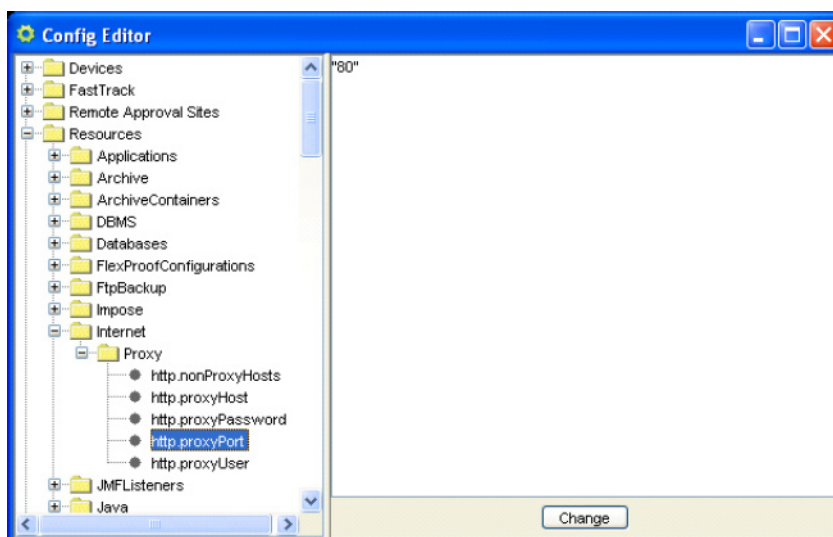 Config Editor
Devices
FastTrack
Remote Approval Sites
Resources
Applications
Archive
ArchiveContainers
DBMS
Databases
FlexProofConfigurations
FtpBackup
Impose
Internet
Proxy
http.nonProxyHosts
http.proxyHost
http.proxyPassword
http.proxyPort
http.proxyUser
JMFListeners
Java
"80"
Change